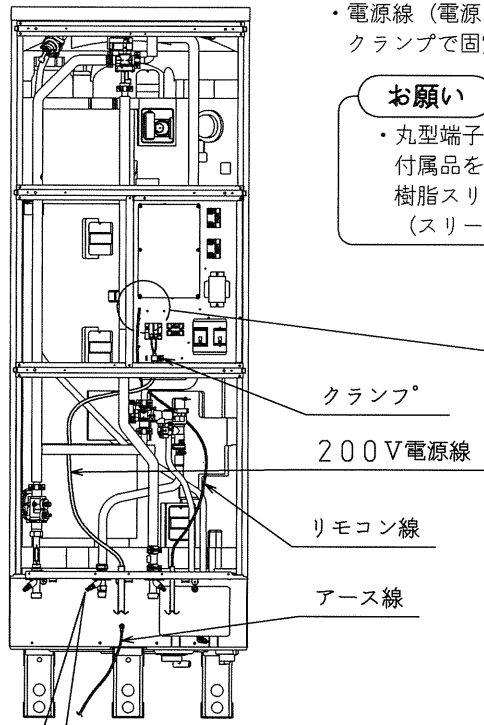 ・電源線（電源
クランプで固
お願い
・丸型端子
付属品を
樹脂スリ
（スリー
クランプ
200V電源線
リモコン線
アース線